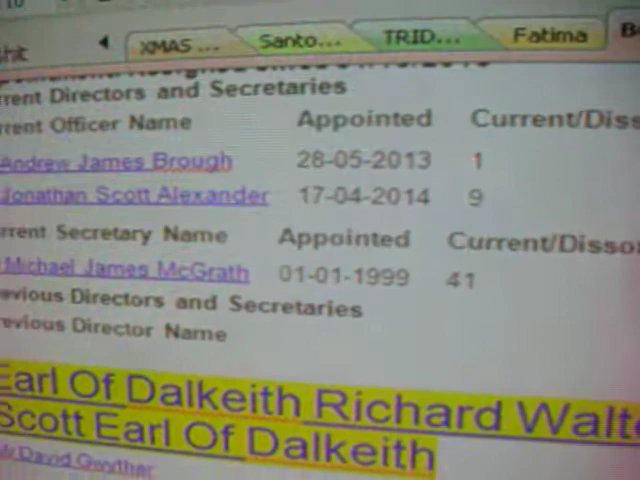 XMAS ... Santo... TRID... Fatima
rrent Directors and Secretaries
rrent Officer Name Appointed Current/Diss
Andrew James Brough 28-05-2013 1
Jonathan Scott Alexander 17-04-2014 9
rrent Secretary Name Appointed Current/Disso
Michael James McGrath 01-01-1999 41
evious Directors and Secretaries
evious Director Name
Earl Of Dalkeith Richard Walte
Scott Earl Of Dalkeith
David Gwyther